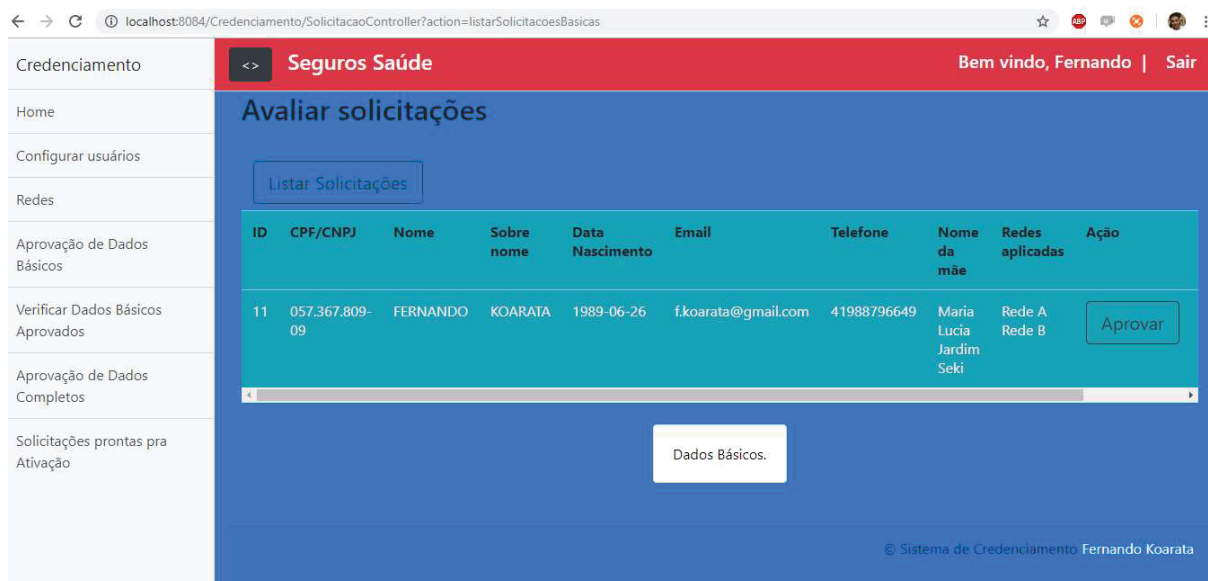 localhost:8084/Credenciamento/SolicitacaoController?action=listarSolicitacoesBasicas
ABP
Credenciamento
<>
Seguros Saúde
Bem vindo, Fernando | Sair
Home
Configurar usuários
Redes
Aprovação de Dados
Básicos
Verificar Dados Básicos
Aprovados
Aprovação de Dados
Completos
Solicitações prontas pra
Ativação
Avaliar solicitações
Listar Solicitações
ID CPF/CNPJ Nome Sobre Data Email Telefone Nome Redes Ação
nome Nascimento da aplicadas
mãe
11 057.367.809- FERNANDO KOARATA 1989-06-26 f.koarata@gmail.com 41988796649 Maria Rede A Aprovar
09 Lucia Rede B
Jardim
Seki
Dados Básicos.
© Sistema de Credenciamento Fernando Koarata